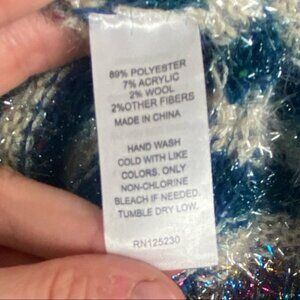 89% POLYESTER
7% ACRYLIC
2% WOOL
2%OTHER FIBERS
MADE IN CHINA
HAND WASH
COLD WITH LIKE
COLORS. ONLY
NON-CHLORINE
BLEACH IF NEEDED.
TUMBLE DRY LOW.
RN125230